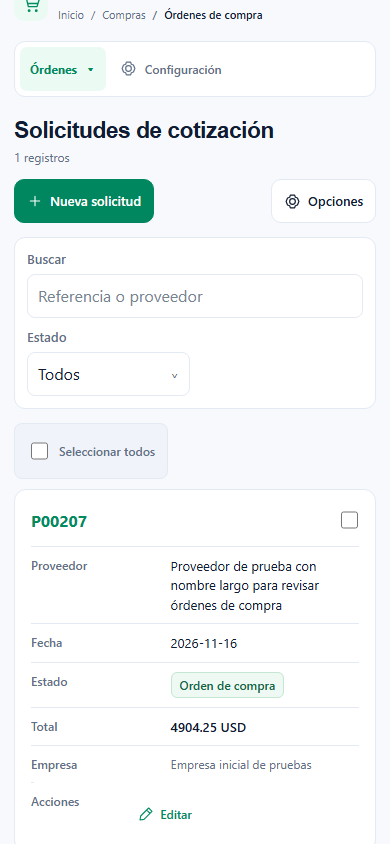 Inicio / Compras / Órdenes de compra
Órdenes
Configuración
Solicitudes de cotización
1 registros
Nueva solicitud
Opciones
Buscar
Referencia o proveedor
Estado
Todos
Seleccionar todos
P00207
Proveedor
Proveedor de prueba con
nombre largo para revisar
órdenes de compra
Fecha
2026-11-16
Estado
Orden de compra
Total
4904.25 USD
Empresa
Empresa inicial de pruebas
Acciones
Editar